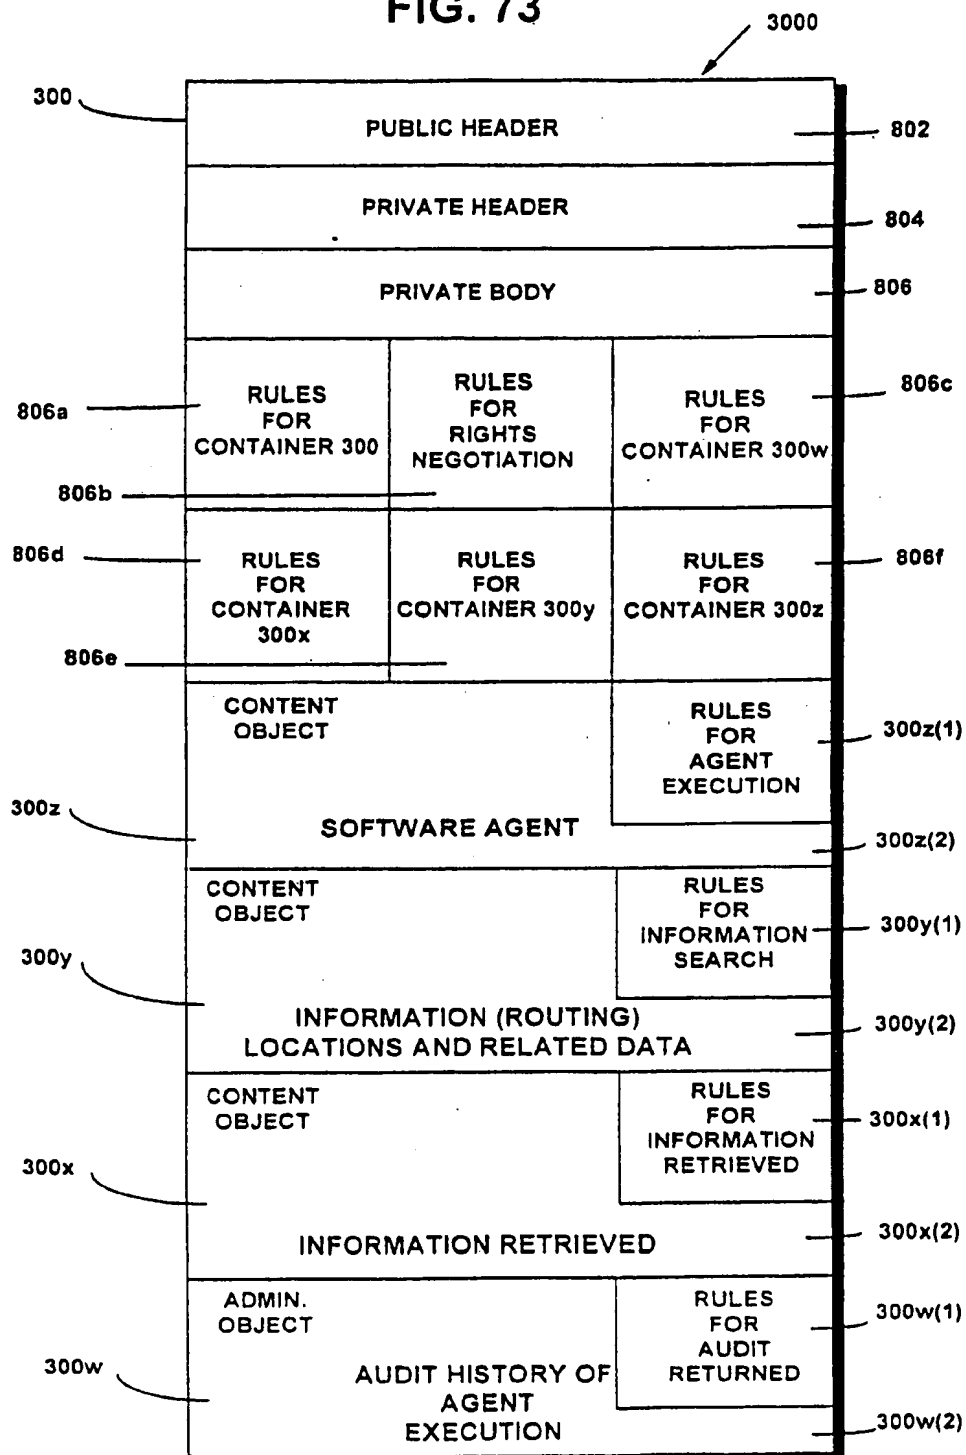 FIG. 73
3000
300
PUBLIC HEADER
802
PRIVATE HEADER
804
PRIVATE BODY
806
806a
RULES
FOR
CONTAINER 300
806b
RULES
FOR
RIGHTS
NEGOTIATION
RULES
FOR
CONTAINER 300w
806c
806d
RULES
FOR
CONTAINER
300x
806e
RULES
FOR
CONTAINER 300y
RULES
FOR
CONTAINER 300z
806f
CONTENT
OBJECT
RULES
FOR
AGENT
EXECUTION
300z(1)
300z
SOFTWARE AGENT
300z(2)
CONTENT
OBJECT
RULES
FOR
INFORMATION
SEARCH
300y(1)
300y
INFORMATION (ROUTING)
LOCATIONS AND RELATED DATA
300y(2)
CONTENT
OBJECT
RULES
FOR
INFORMATION
RETRIEVED
300x(1)
300x
INFORMATION RETRIEVED
300x(2)
ADMIN.
OBJECT
RULES
FOR
AUDIT
RETURNED
300w(1)
300w
AUDIT HISTORY OF
AGENT
EXECUTION
300w(2)